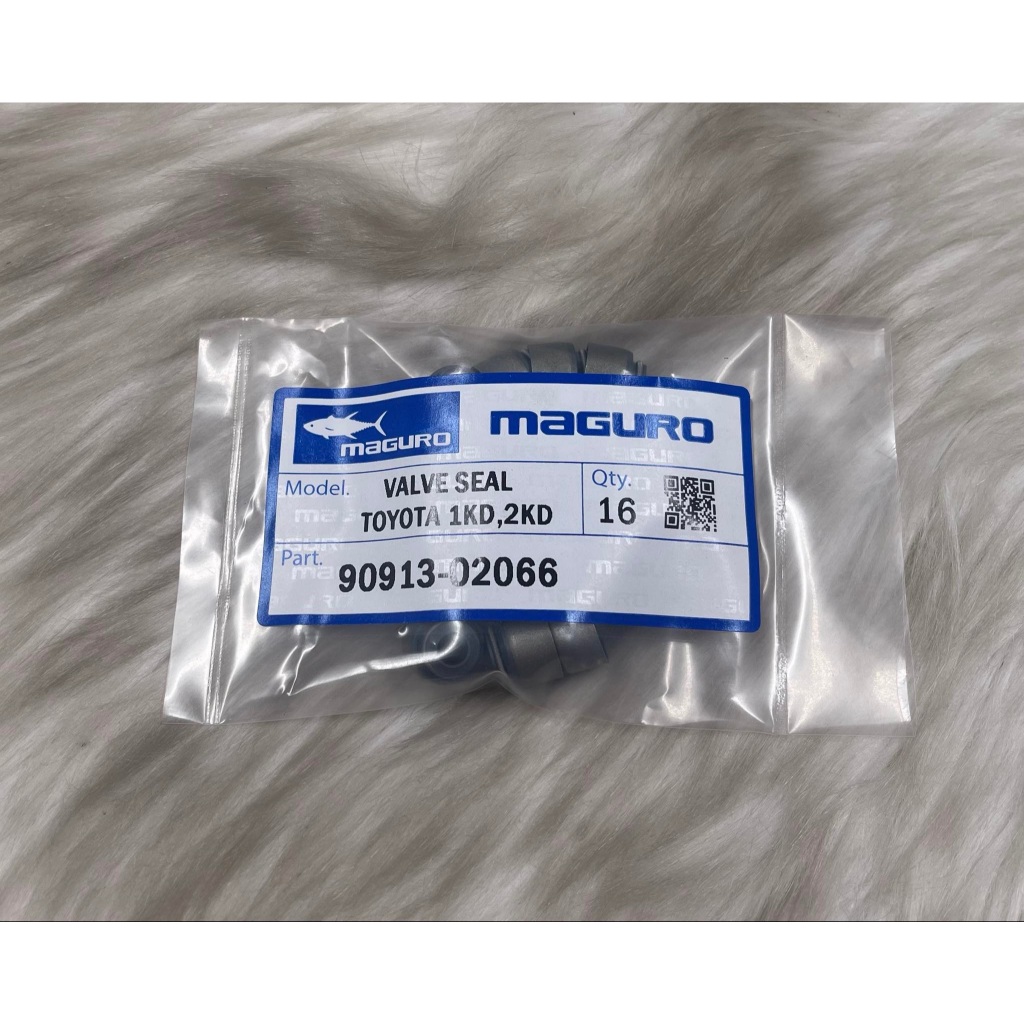 MAGURO
MAGURO
Model. VALVE SEAL
TOYOTA 1KD,2KD
Qty.
16
Part. 90913-02066